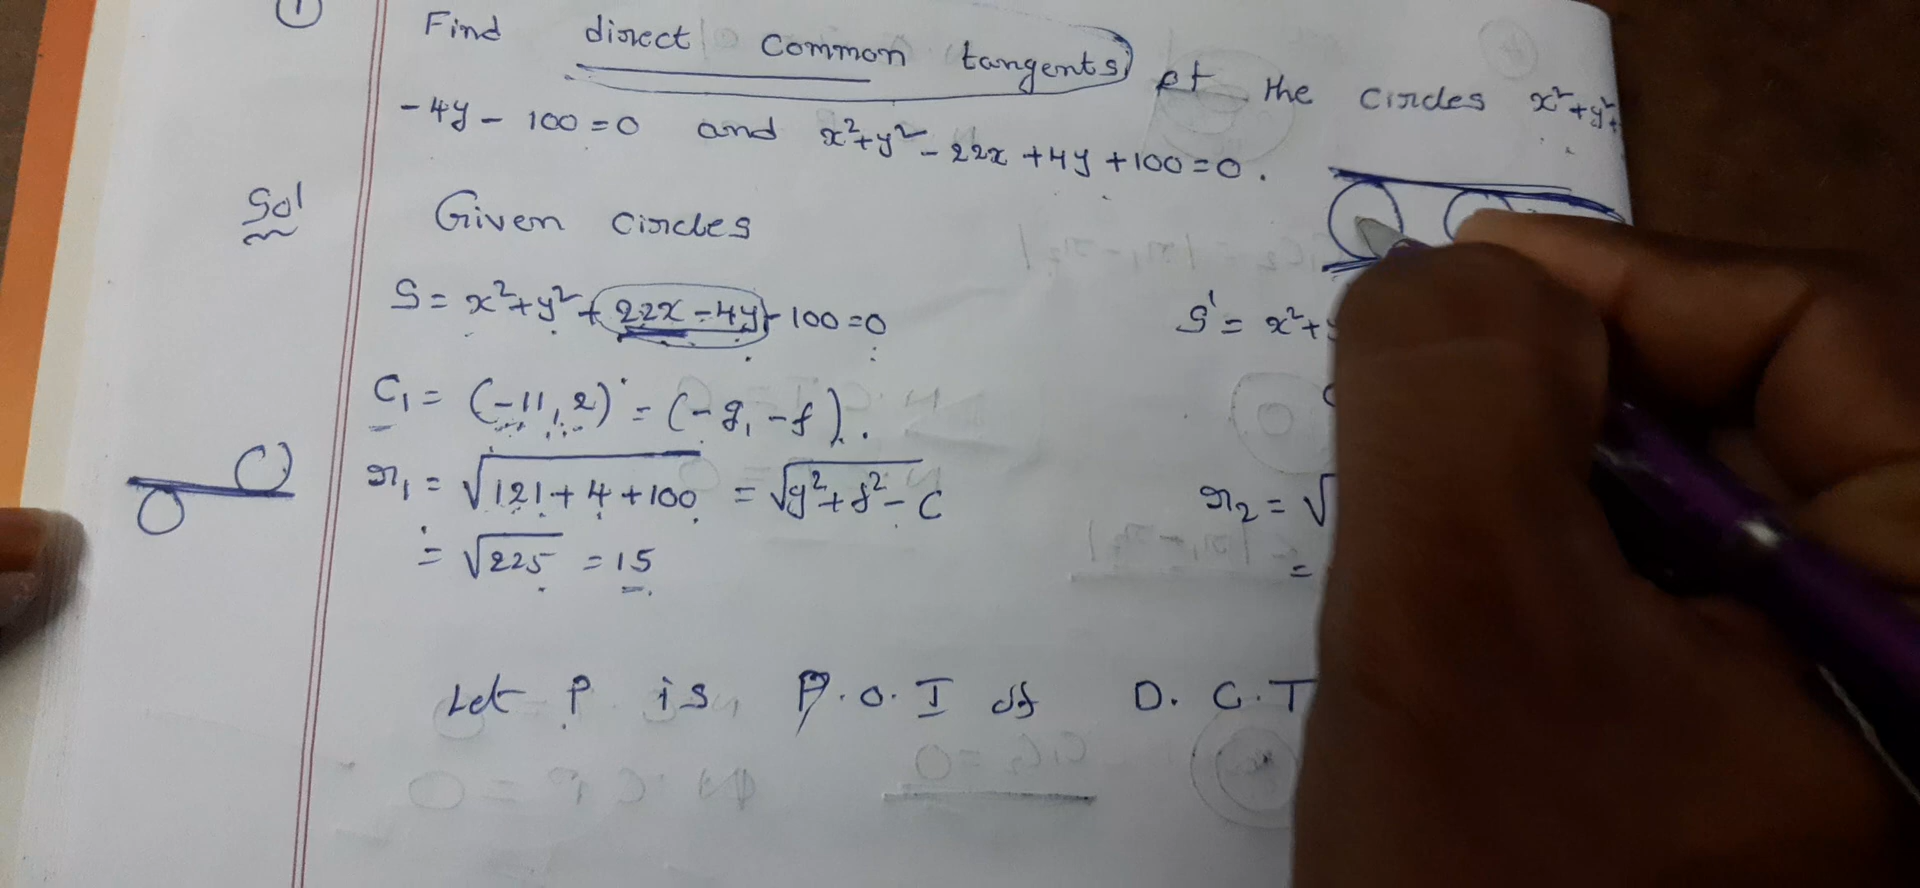 1
Find direct common tangents of the circles x²+y²+
-4y - 100 = 0 and x²+y² - 22x + 4y + 100 = 0.
Sol
Given circles
S = x²+y² + 22x - 4y - 100 = 0
S' = x²+
C₁ = (-11, 2) = (-g, -f).
r₁ = √121+4+100 = √g²+f²-c
r₂ = √
= √225 = 15
=
Let P is P.O.I of D.C.T